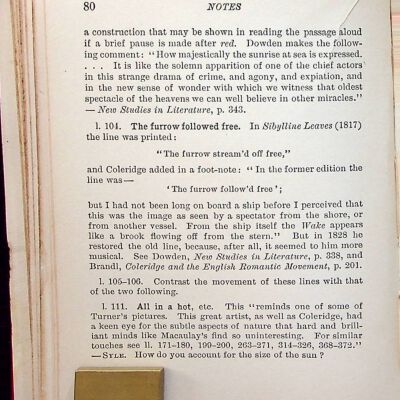 80 NOTES
a construction that may be shown in reading the passage aloud
if a brief pause is made after red. Dowden makes the follow-
ing comment: "How majestically the sunrise at sea is expressed.
. . . It is like the solemn apparition of one of the chief actors
in this strange drama of crime, and agony, and expiation, and
in the new sense of wonder with which we witness that oldest
spectacle of the heavens we can well believe in other miracles."
— New Studies in Literature, p. 343.
l. 104. The furrow followed free. In Sibylline Leaves (1817)
the line was printed:
"The furrow stream'd off free,"
and Coleridge added in a foot-note: "In the former edition the
line was—
'The furrow follow'd free';
but I had not been long on board a ship before I perceived that
this was the image as seen by a spectator from the shore, or
from another vessel. From the ship itself the Wake appears
like a brook flowing off from the stern." But in 1828 he
restored the old line, because, after all, it seemed to him more
musical. See Dowden, New Studies in Literature, p. 338, and
Brandl, Coleridge and the English Romantic Movement, p. 201.
l. 105-106. Contrast the movement of these lines with that
of the two following.
l. 111. All in a hot, etc. This "reminds one of some of
Turner's pictures. This great artist, as well as Coleridge, had
a keen eye for the subtle aspects of nature that hard and brill-
iant minds like Macaulay's find so uninteresting. For similar
touches see ll. 171-180, 199-200, 263-271, 314-326, 368-372."
—SYLE. How do you account for the size of the sun?